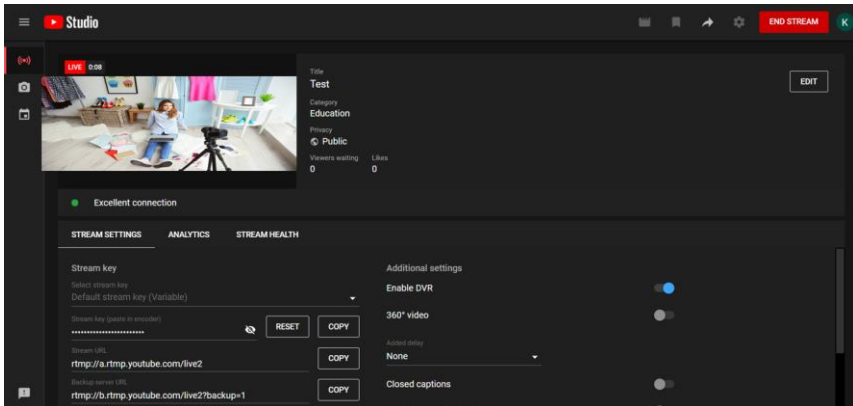 Studio
END STREAM
K
LIVE 0:08
Title
Test
EDIT
Category
Education
Privacy
Public
Viewers waiting Likes
0 0
Excellent connection
STREAM SETTINGS ANALYTICS STREAM HEALTH
Stream key
Select stream key
Default stream key (Variable)
Stream key (paste in encoder)
••••••••••••••••••••••••
RESET COPY
Stream URL
rtmp://a.rtmp.youtube.com/live2
COPY
Backup server URL
rtmp://b.rtmp.youtube.com/live2?backup=1
COPY
Additional settings
Enable DVR
360° video
Added delay
None
Closed captions